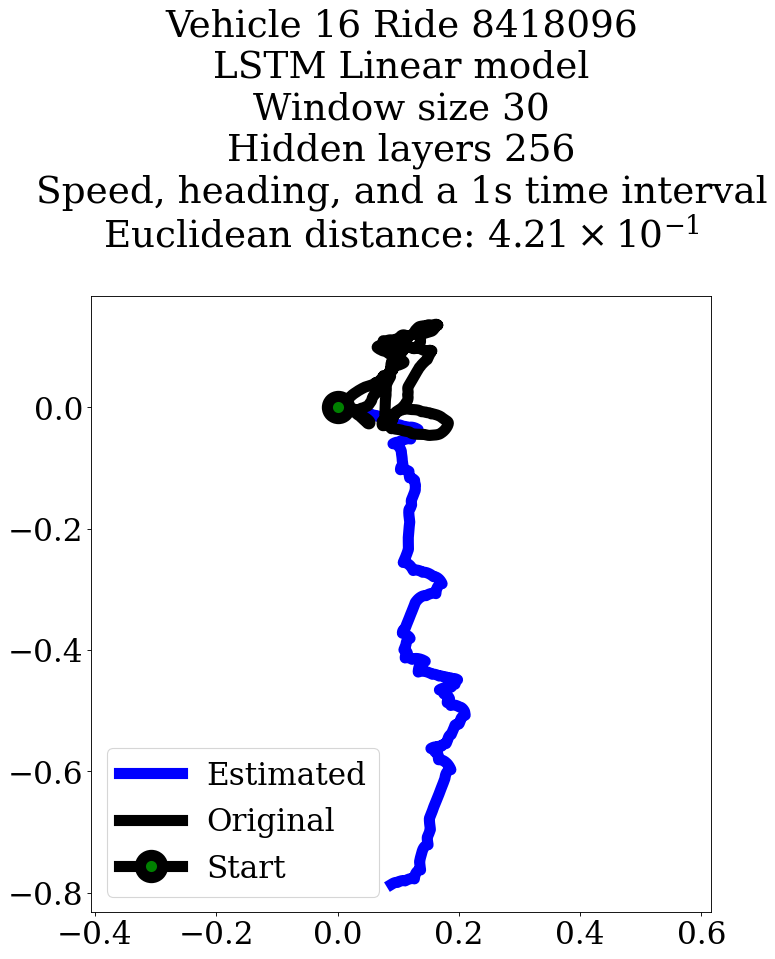 Vehicle 16 Ride 8418096
LSTM Linear model
Window size 30
Hidden layers 256
Speed, heading, and a 1s time interval
Euclidean distance: 4.21 × 10⁻¹
0.0
−0.2
−0.4
−0.6
−0.8
Estimated
Original
Start
−0.4 −0.2 0.0 0.2 0.4 0.6